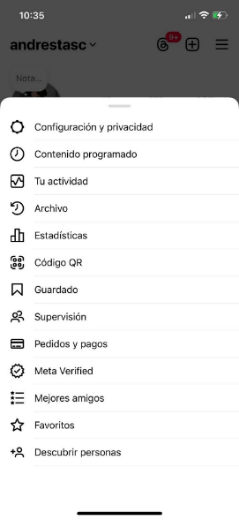 10:35
andrestasc
9+
Nota...
Configuración y privacidad
Contenido programado
Tu actividad
Archivo
Estadísticas
Código QR
Guardado
Supervisión
Pedidos y pagos
Meta Verified
Mejores amigos
Favoritos
Descubrir personas